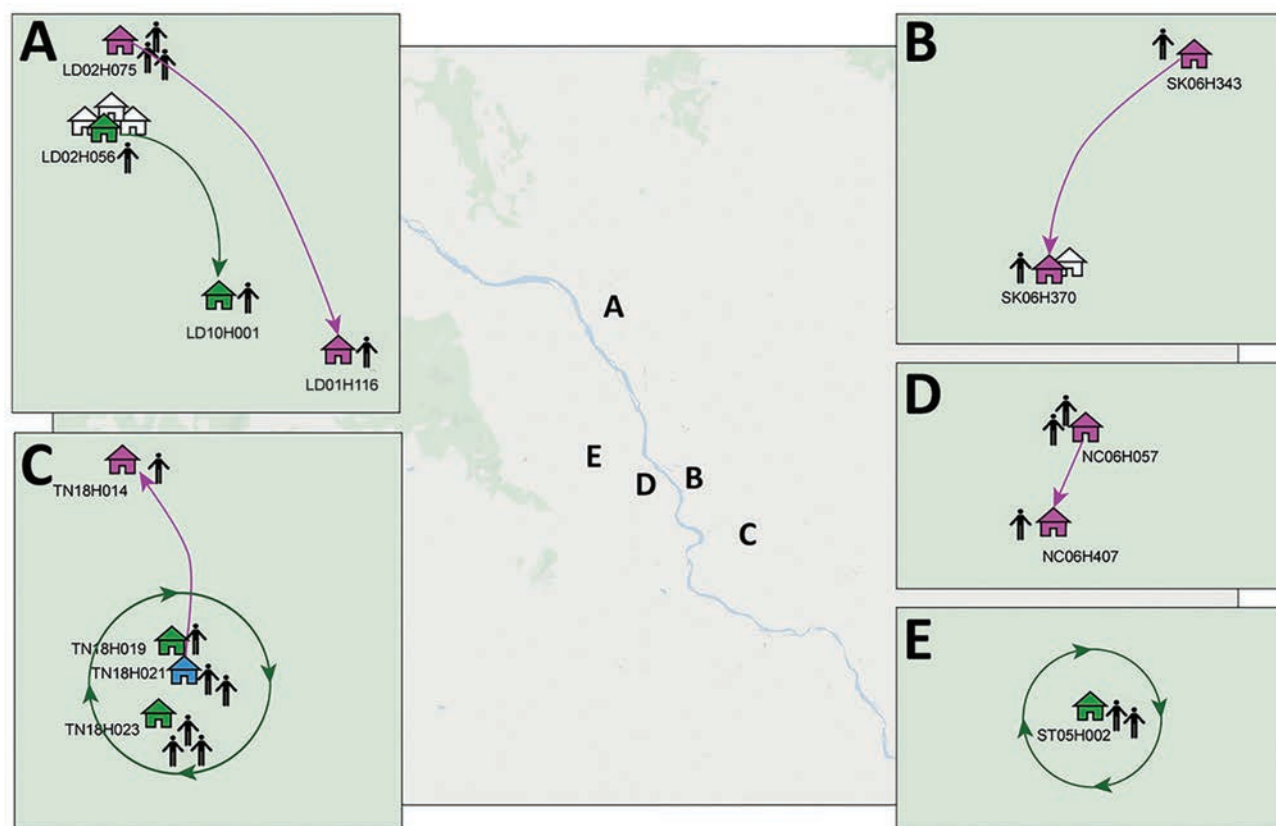 A
LD02H075
LD02H056
LD10H001
LD01H116
B
SK06H343
SK06H370
C
TN18H014
TN18H019
TN18H021
TN18H023
D
NC06H057
NC06H407
E
ST05H002
A
E
D
B
C